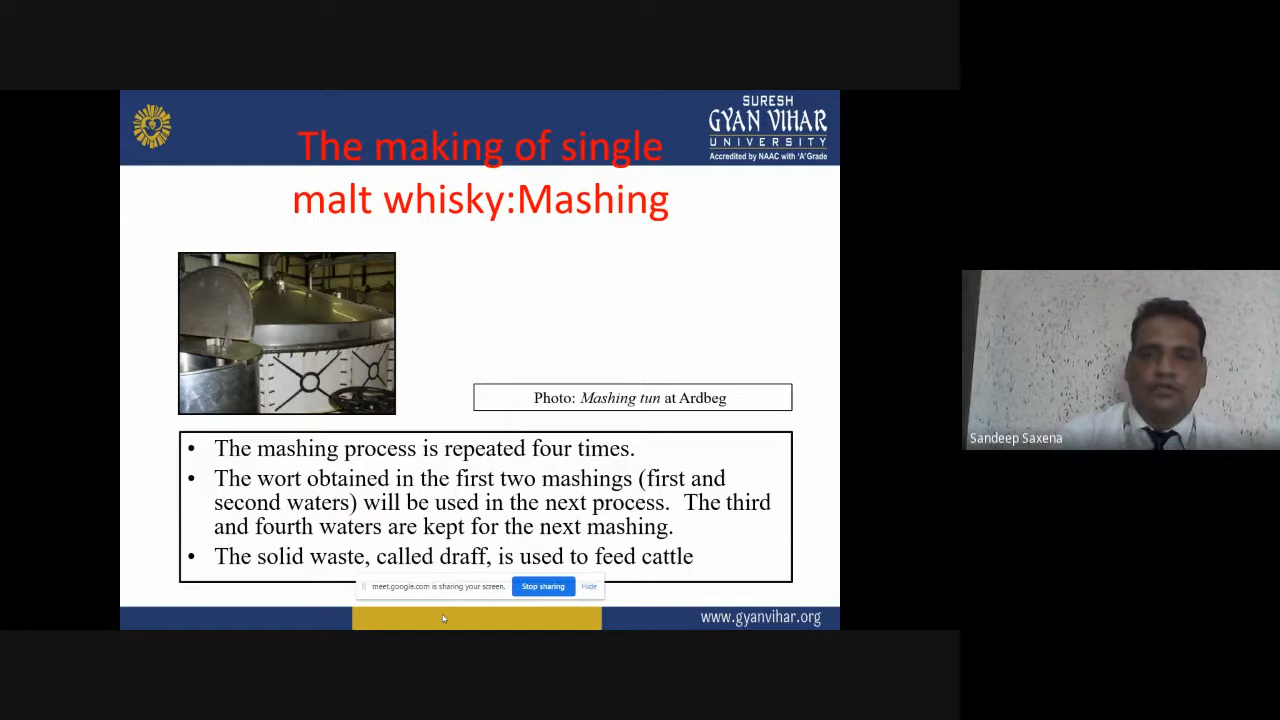 SURESH
GYAN VIHAR
UNIVERSITY
Accredited by NAAC with 'A' Grade
The making of single
malt whisky:Mashing
Photo: Mashing tun at Ardbeg
• The mashing process is repeated four times.
• The wort obtained in the first two mashings (first and
second waters) will be used in the next process. The third
and fourth waters are kept for the next mashing.
• The solid waste, called draff, is used to feed cattle
meet.google.com is sharing your screen. Stop sharing Hide
www.gyanvihar.org
Sandeep Saxena